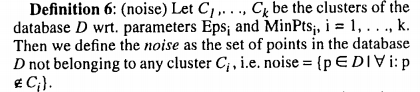 Definition 6: (noise) Let C₁,. . ., Cₖ be the clusters of the
database D wrt. parameters Epsᵢ and MinPtsᵢ, i = 1, . . ., k.
Then we define the noise as the set of points in the database
D not belonging to any cluster Cᵢ, i.e. noise = {p ∈ D | ∀ i: p
∉ Cᵢ}.